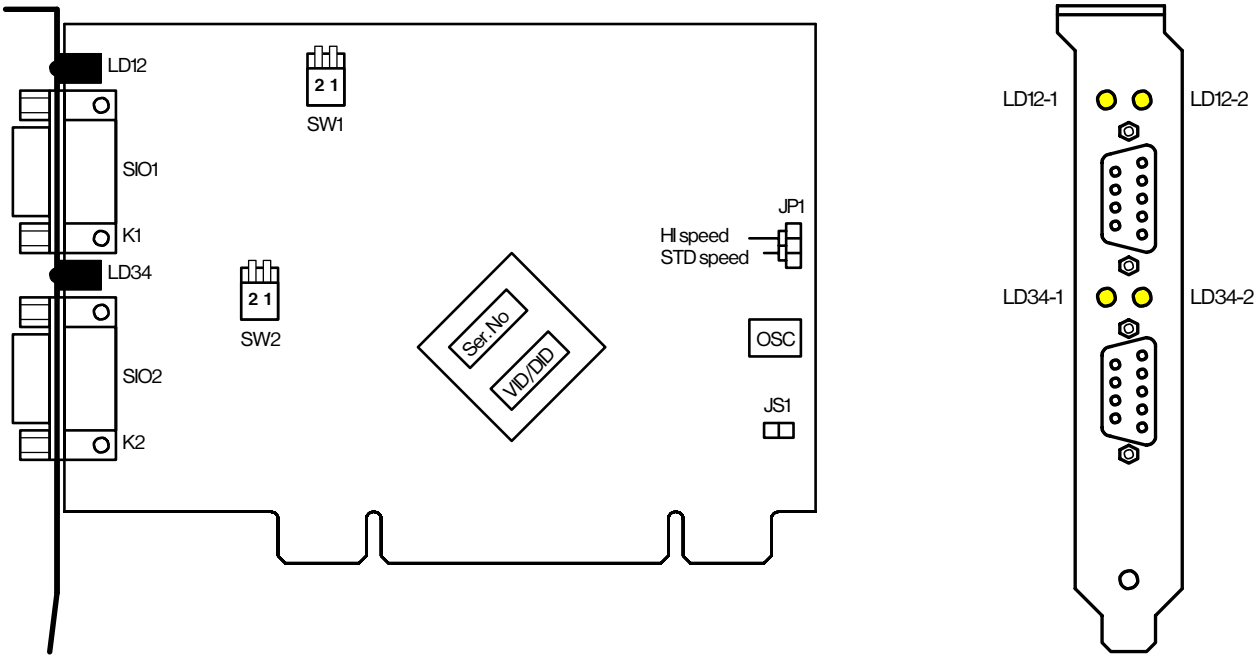 LD12
2 1
SW1
SIO1
K1
LD34
2 1
SW2
SIO2
K2
JP1
HI speed
STD speed
Ser.No
VID/DID
OSC
JS1
LD12-1
LD12-2
LD34-1
LD34-2